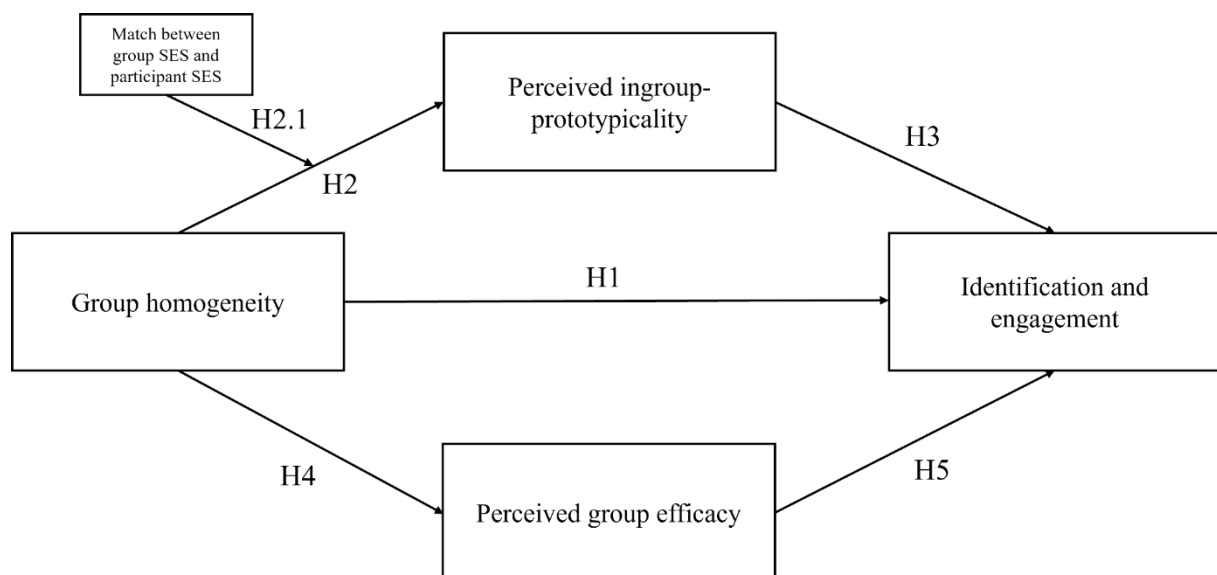 Match between
group SES and
participant SES
H2.1
H2
Perceived ingroup-
prototypicality
H3
Group homogeneity
H1
Identification and
engagement
H4
Perceived group efficacy
H5